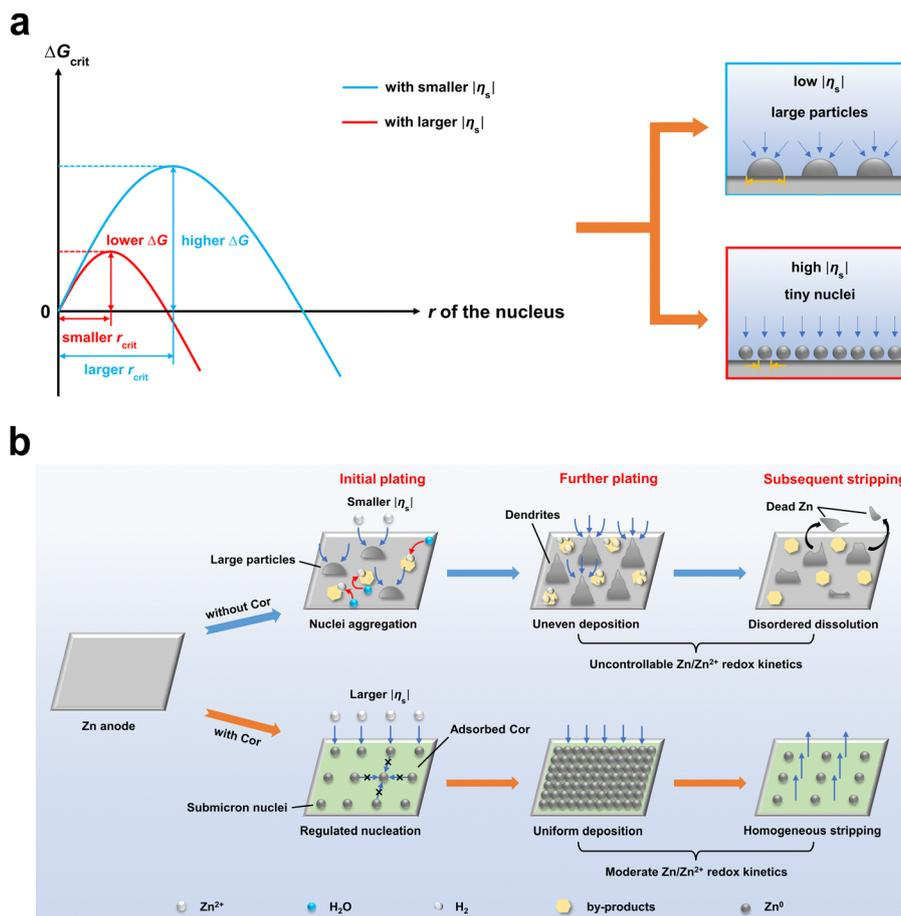 a
ΔGcrit
with smaller |ηs|
with larger |ηs|
lower ΔG
higher ΔG
0
r of the nucleus
smaller rcrit
larger rcrit
low |ηs|
large particles
high |ηs|
tiny nuclei
b
Initial plating
Further plating
Subsequent stripping
Smaller |ηs|
Dendrites
Dead Zn
Large particles
without Cor
Nuclei aggregation
Uneven deposition
Disordered dissolution
Uncontrollable Zn/Zn2+ redox kinetics
Zn anode
with Cor
Larger |ηs|
Adsorbed Cor
Submicron nuclei
Regulated nucleation
Uniform deposition
Homogeneous stripping
Moderate Zn/Zn2+ redox kinetics
Zn2+
H2O
H2
by-products
Zn0